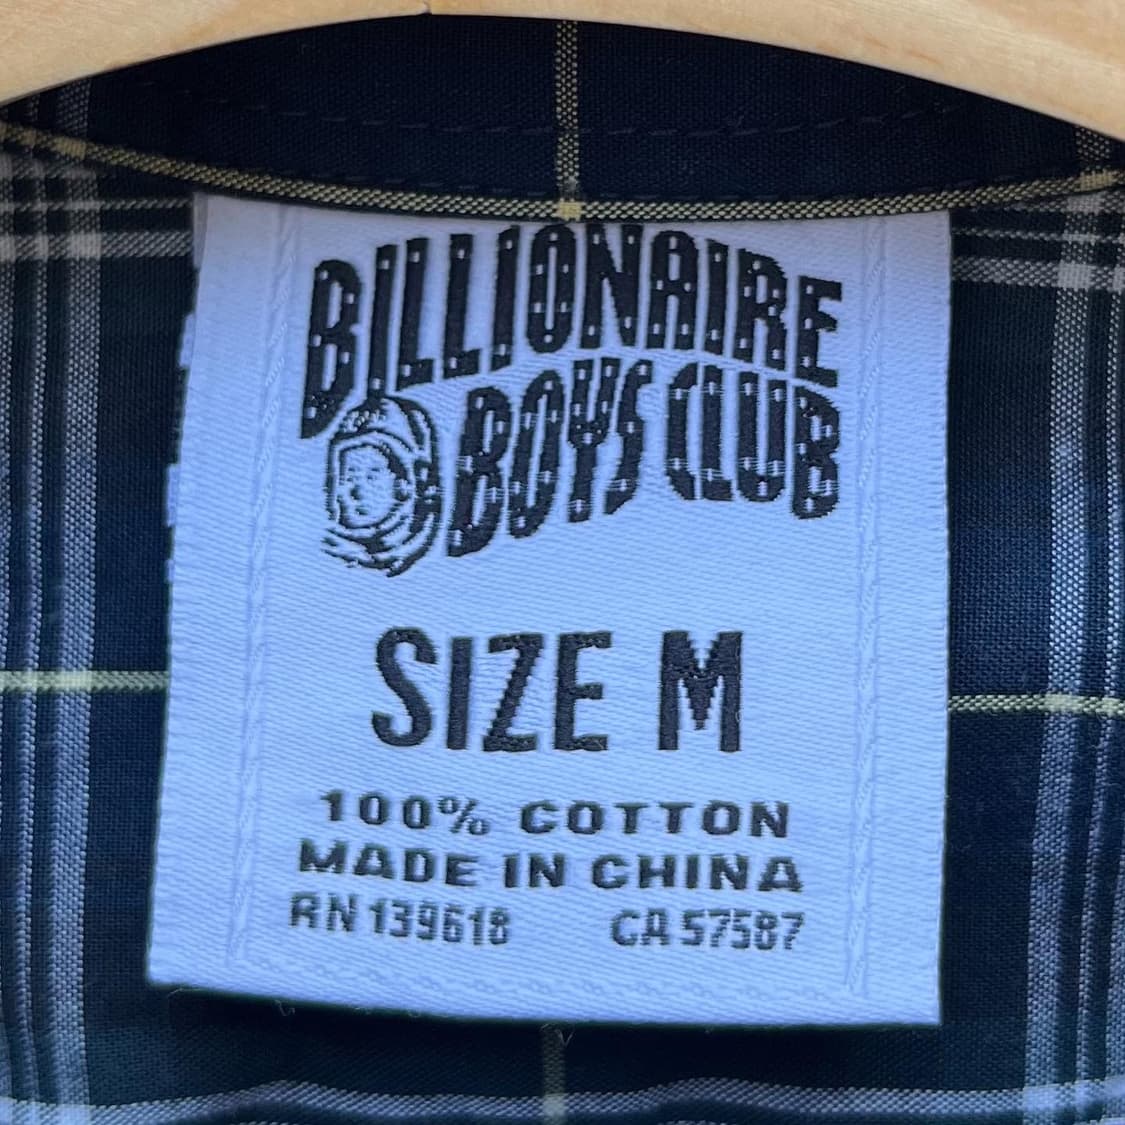 BILLIONAIRE
BOYS CLUB
SIZE M
100% COTTON
MADE IN CHINA
RN 139618 CA 57587